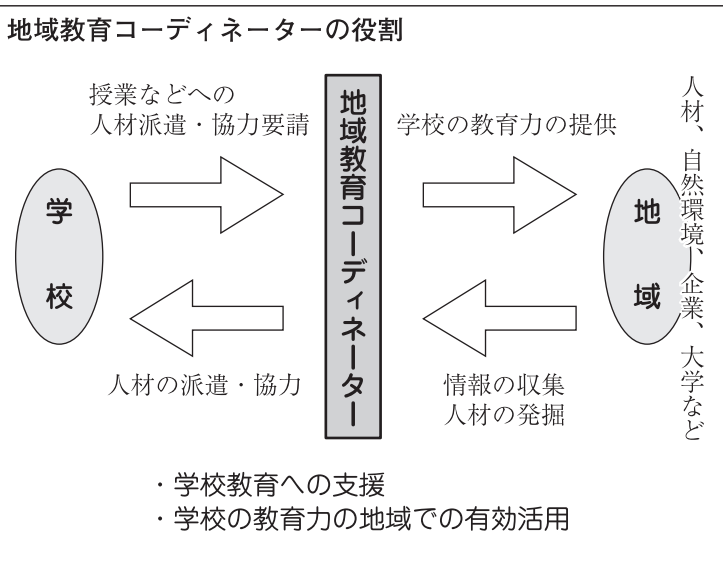 地域教育コーディネーターの役割
授業などへの
人材派遣・協力要請
学校
人材の派遣・協力
地域教育コーディネーター
学校の教育力の提供
情報の収集
人材の発掘
地域
人材、自然環境、企業、大学など
・学校教育への支援
・学校の教育力の地域での有効活用